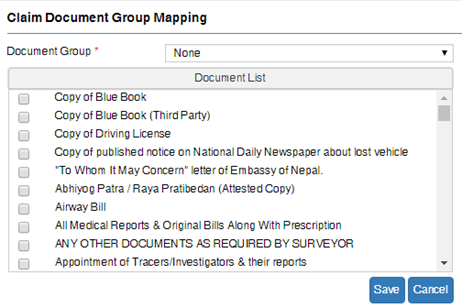 Claim Document Group Mapping
Document Group * None
Document List
Copy of Blue Book
Copy of Blue Book (Third Party)
Copy of Driving License
Copy of published notice on National Daily Newspaper about lost vehicle
"To Whom It May Concern" letter of Embassy of Nepal.
Abhiyog Patra / Raya Pratibedan (Attested Copy)
Airway Bill
All Medical Reports & Original Bills Along With Prescription
ANY OTHER DOCUMENTS AS REQUIRED BY SURVEYOR
Appointment of Tracers/Investigators & their reports
Save Cancel